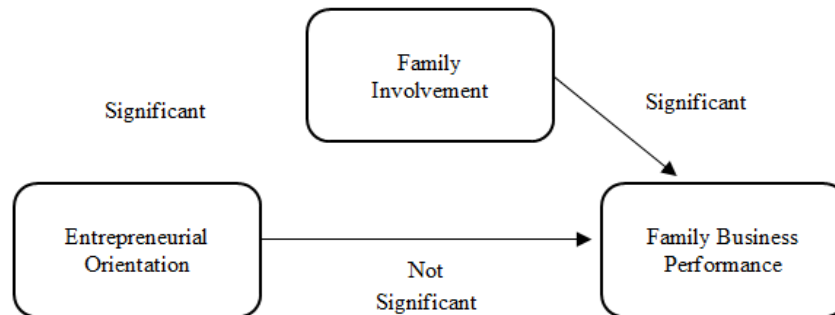 Family
Involvement
Significant
Significant
Entrepreneurial
Orientation
Family Business
Performance
Not
Significant